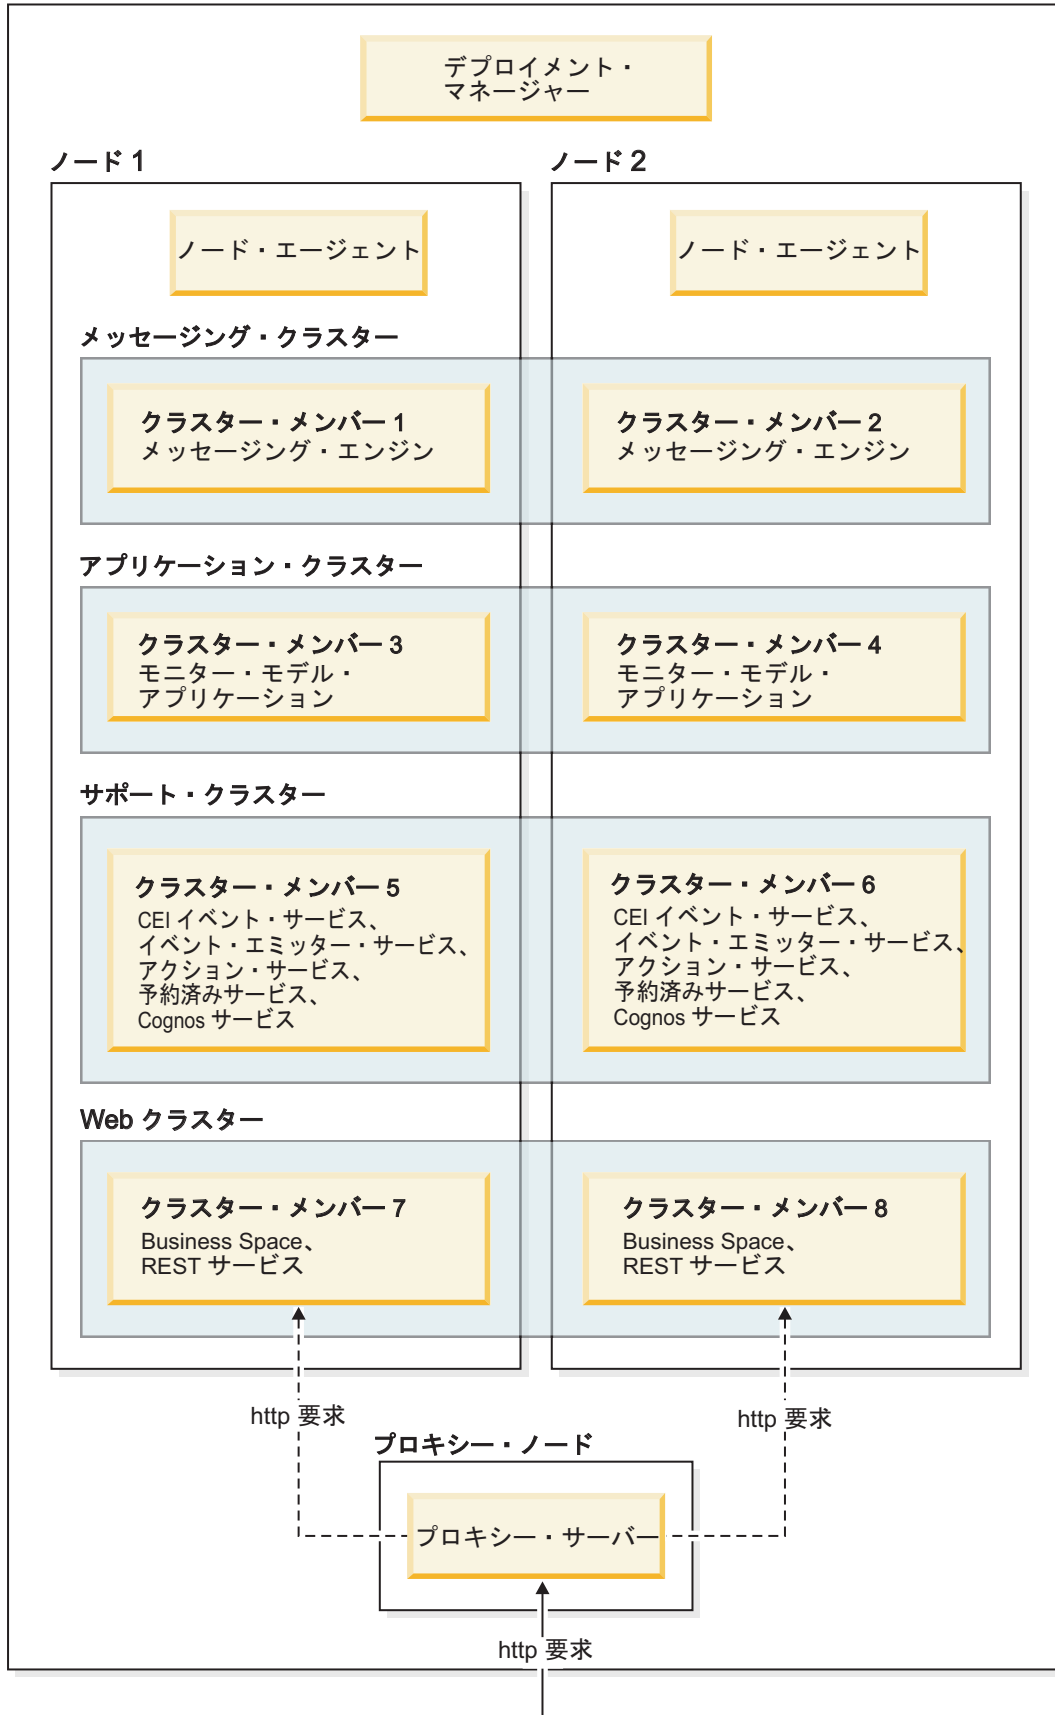 デプロイメント・
マネージャー
ノード 1
ノード 2
ノード・エージェント
ノード・エージェント
メッセージング・クラスター
クラスター・メンバー 1
メッセージング・エンジン
クラスター・メンバー 2
メッセージング・エンジン
アプリケーション・クラスター
クラスター・メンバー 3
モニター・モデル・
アプリケーション
クラスター・メンバー 4
モニター・モデル・
アプリケーション
サポート・クラスター
クラスター・メンバー 5
CEI イベント・サービス、
イベント・エミッター・サービス、
アクション・サービス、
予約済みサービス、
Cognos サービス
クラスター・メンバー 6
CEI イベント・サービス、
イベント・エミッター・サービス、
アクション・サービス、
予約済みサービス、
Cognos サービス
Web クラスター
クラスター・メンバー 7
Business Space、
REST サービス
クラスター・メンバー 8
Business Space、
REST サービス
http 要求
http 要求
プロキシー・ノード
プロキシー・サーバー
http 要求